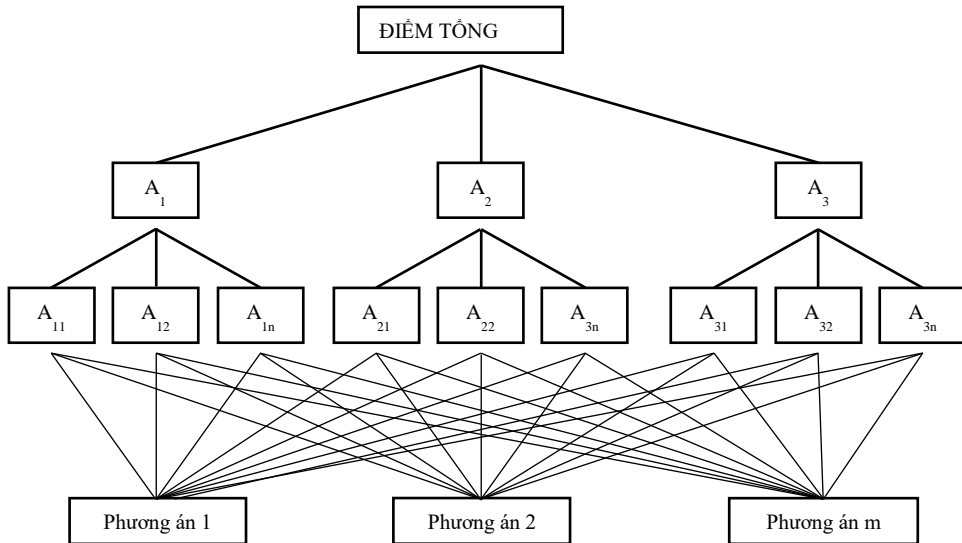 ĐIỂM TỔNG
A₁ A₂ A₃
A₁₁ A₁₂ A₁ₙ A₂₁ A₂₂ A₃ₙ A₃₁ A₃₂ A₃ₙ
Phương án 1 Phương án 2 Phương án m